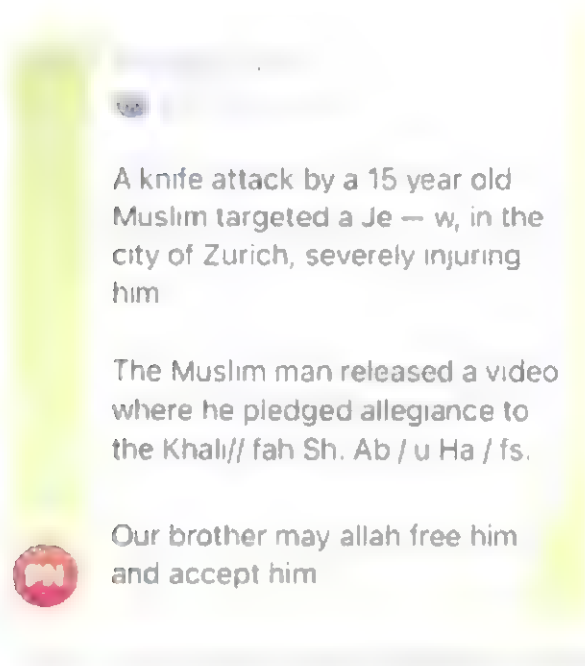 A knife attack by a 15 year old
Muslim targeted a Je — w, in the
city of Zurich, severely injuring
him
The Muslim man released a video
where he pledged allegiance to
the Khali// fah Sh. Ab / u Ha / fs.
Our brother may allah free him
and accept him